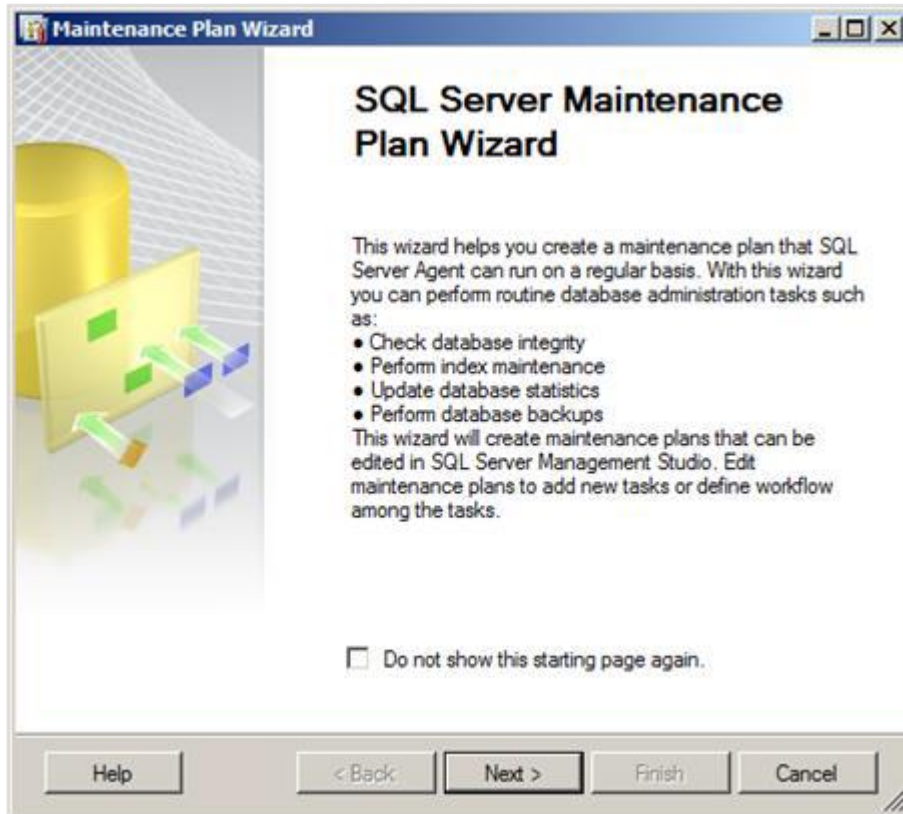 Maintenance Plan Wizard
SQL Server Maintenance
Plan Wizard
This wizard helps you create a maintenance plan that SQL
Server Agent can run on a regular basis. With this wizard
you can perform routine database administration tasks such
as:
● Check database integrity
● Perform index maintenance
● Update database statistics
● Perform database backups
This wizard will create maintenance plans that can be
edited in SQL Server Management Studio. Edit
maintenance plans to add new tasks or define workflow
among the tasks.
Do not show this starting page again.
Help < Back Next > Finish Cancel